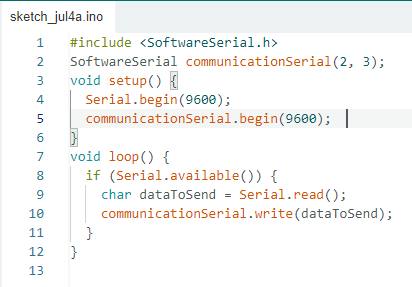 sketch_jul4a.ino
1 #include <SoftwareSerial.h>
2 SoftwareSerial communicationSerial(2, 3);
3 void setup() {
4   Serial.begin(9600);
5   communicationSerial.begin(9600);
6 }
7 void loop() {
8   if (Serial.available()) {
9     char dataToSend = Serial.read();
10     communicationSerial.write(dataToSend);
11   }
12 }
13